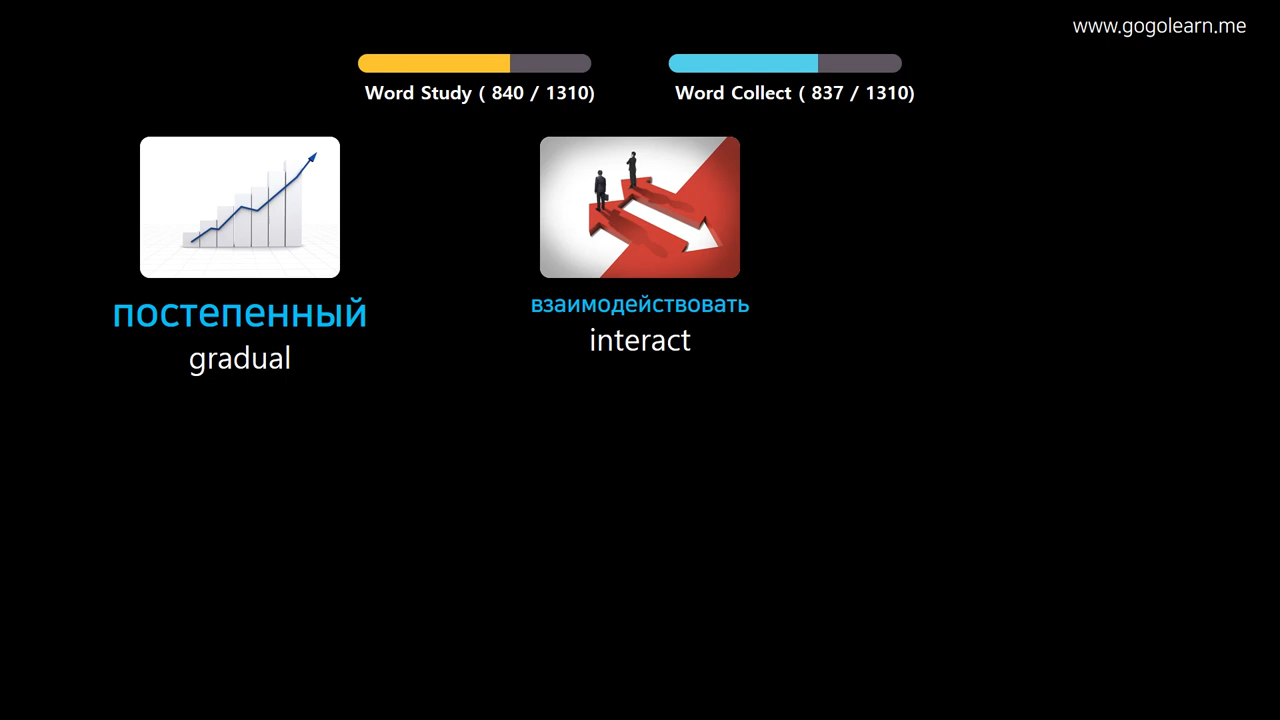 www.gogolearn.me
Word Study ( 840 / 1310)
Word Collect ( 837 / 1310)
постепенный
gradual
взаимодействовать
interact